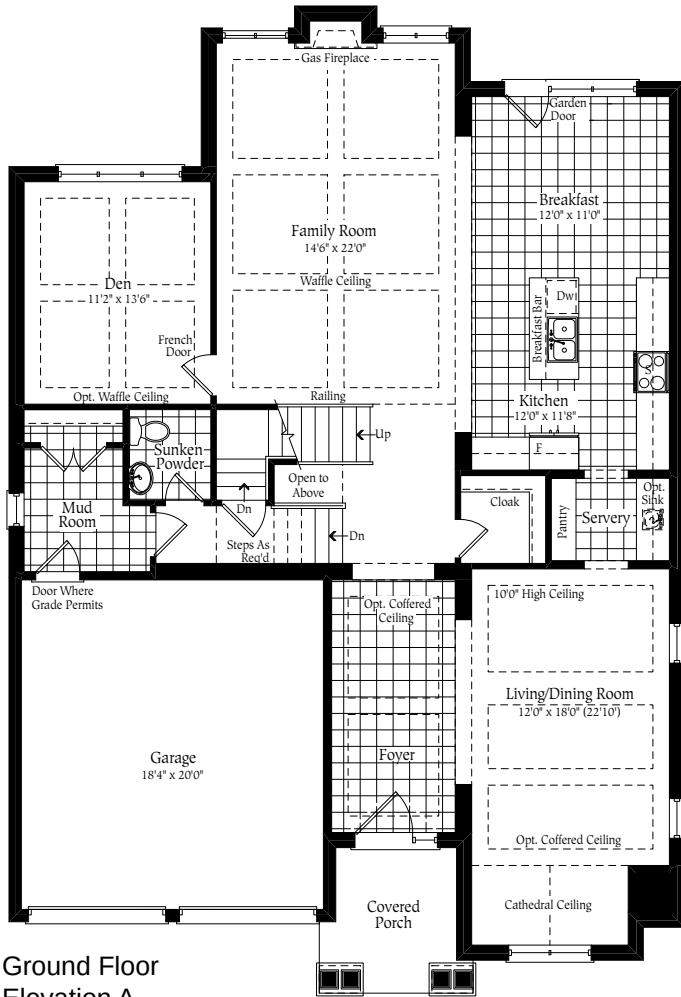 Gas Fireplace
Garden
Door
Breakfast
12'0" x 11'0"
Family Room
14'6" x 22'0"
Waffle Ceiling
Den
11'2" x 13'6"
Breakfast Bar
Dw
French
Door
S
Opt. Waffle Ceiling
Railing
Kitchen
12'0" x 11'8"
Up
F
Sunken
Powder
Open to
Above
Opt.
Sink
Cloak
Pantry
Servery
Mud
Room
Dn
Steps As
Req'd
Dn
Door Where
Grade Permits
10'0" High Ceiling
Opt. Coffered
Ceiling
Living/Dining Room
12'0" x 18'0" (22'10')
Garage
18'4" x 20'0"
Foyer
Opt. Coffered Ceiling
Covered
Porch
Cathedral Ceiling
Ground Floor
Elevation A